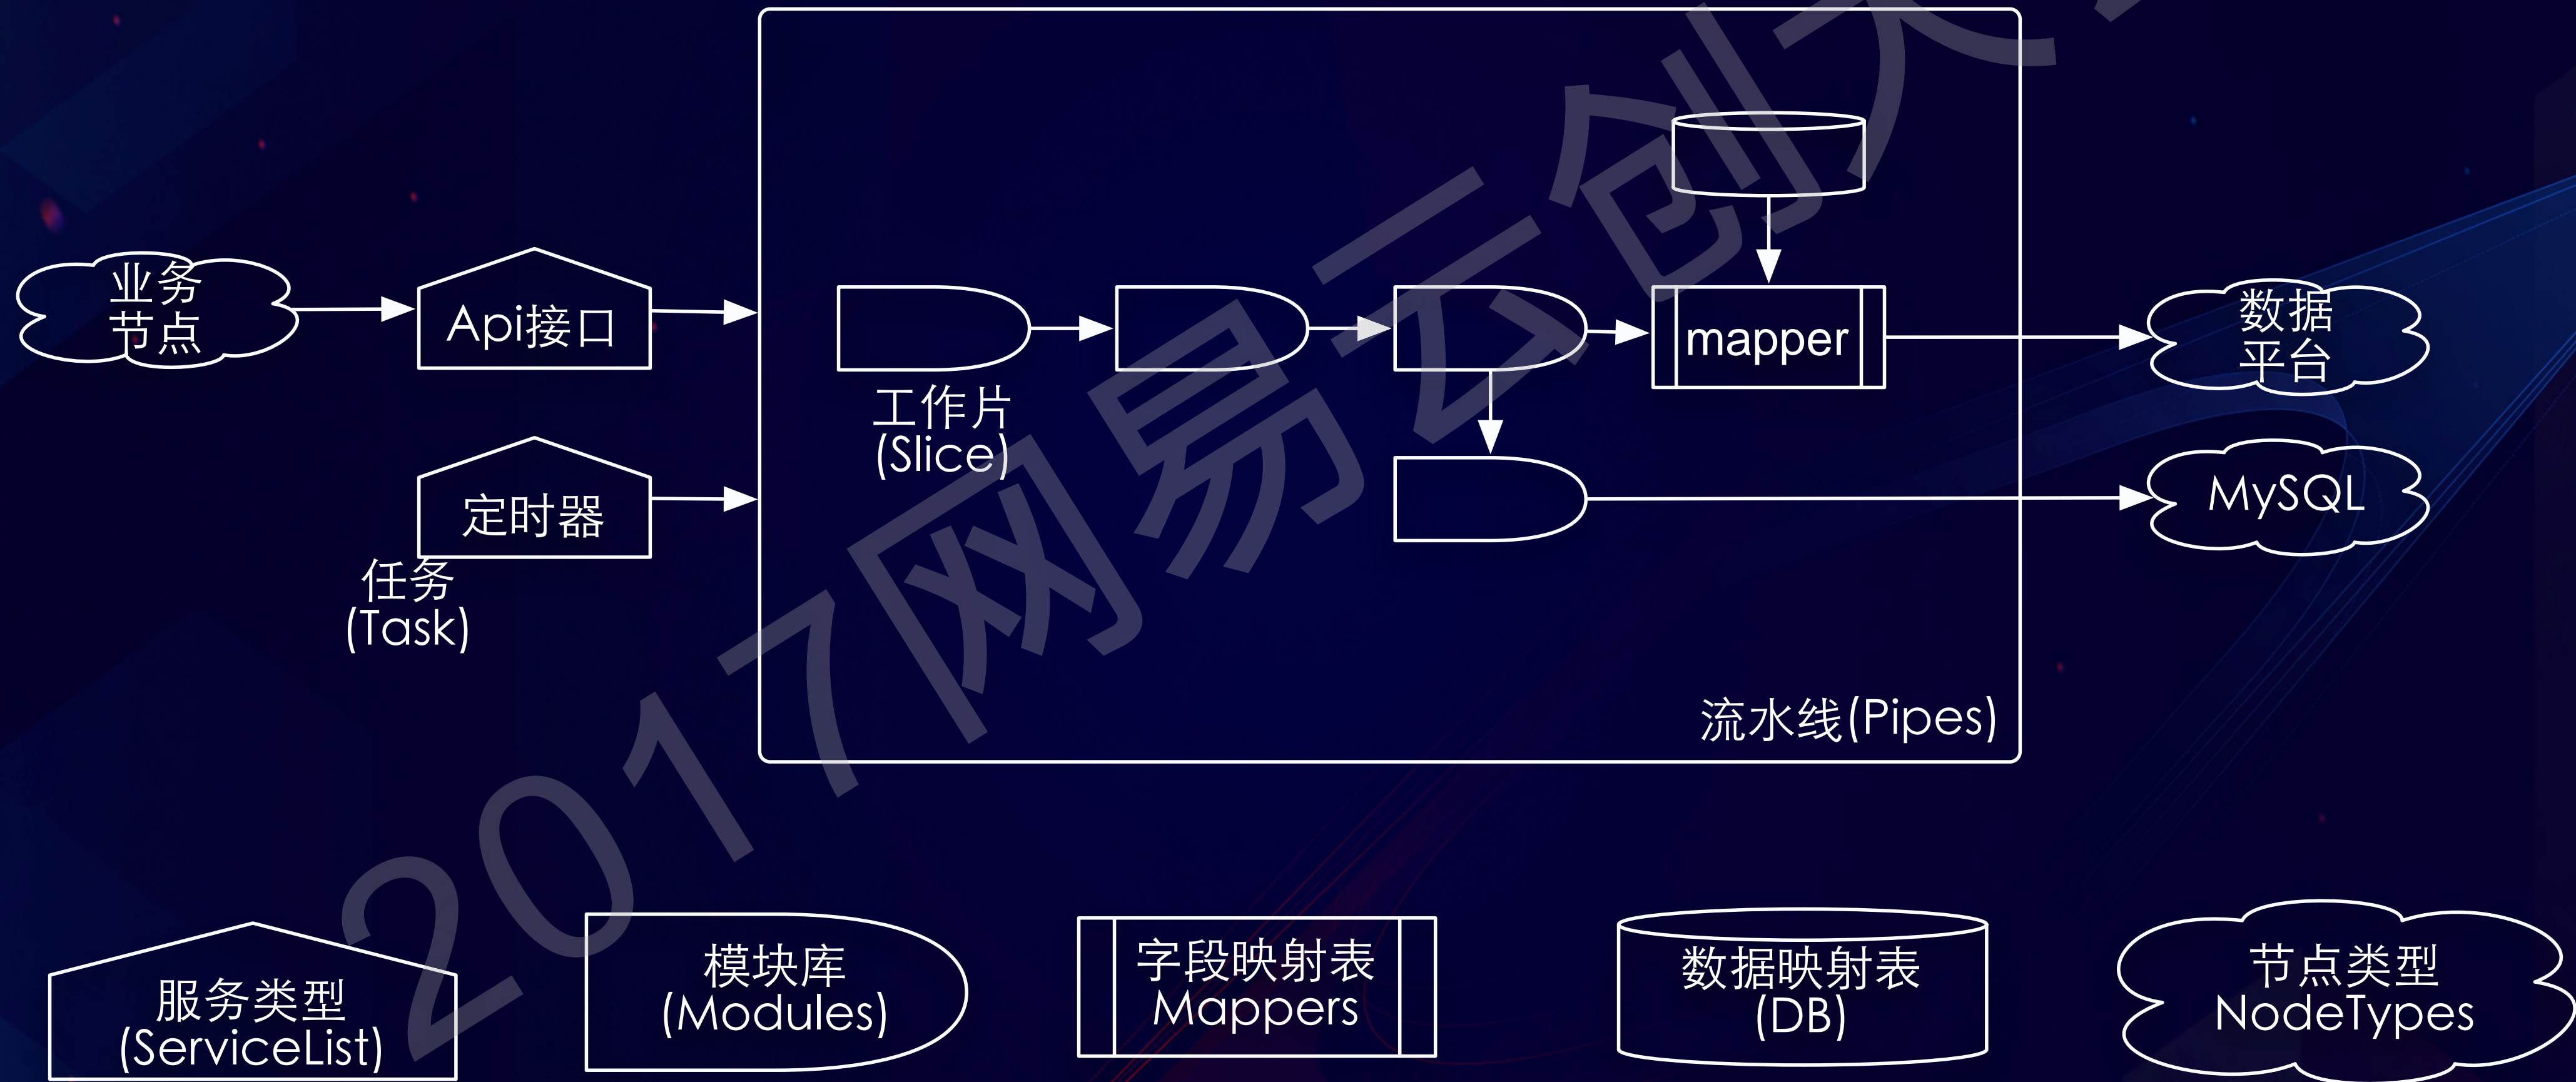 业务
节点
Api接口
mapper
数据
平台
工作片
(Slice)
定时器
MySQL
任务
(Task)
流水线(Pipes)
服务类型
(ServiceList)
模块库
(Modules)
字段映射表
Mappers
数据映射表
(DB)
节点类型
NodeTypes
2017网易云创大